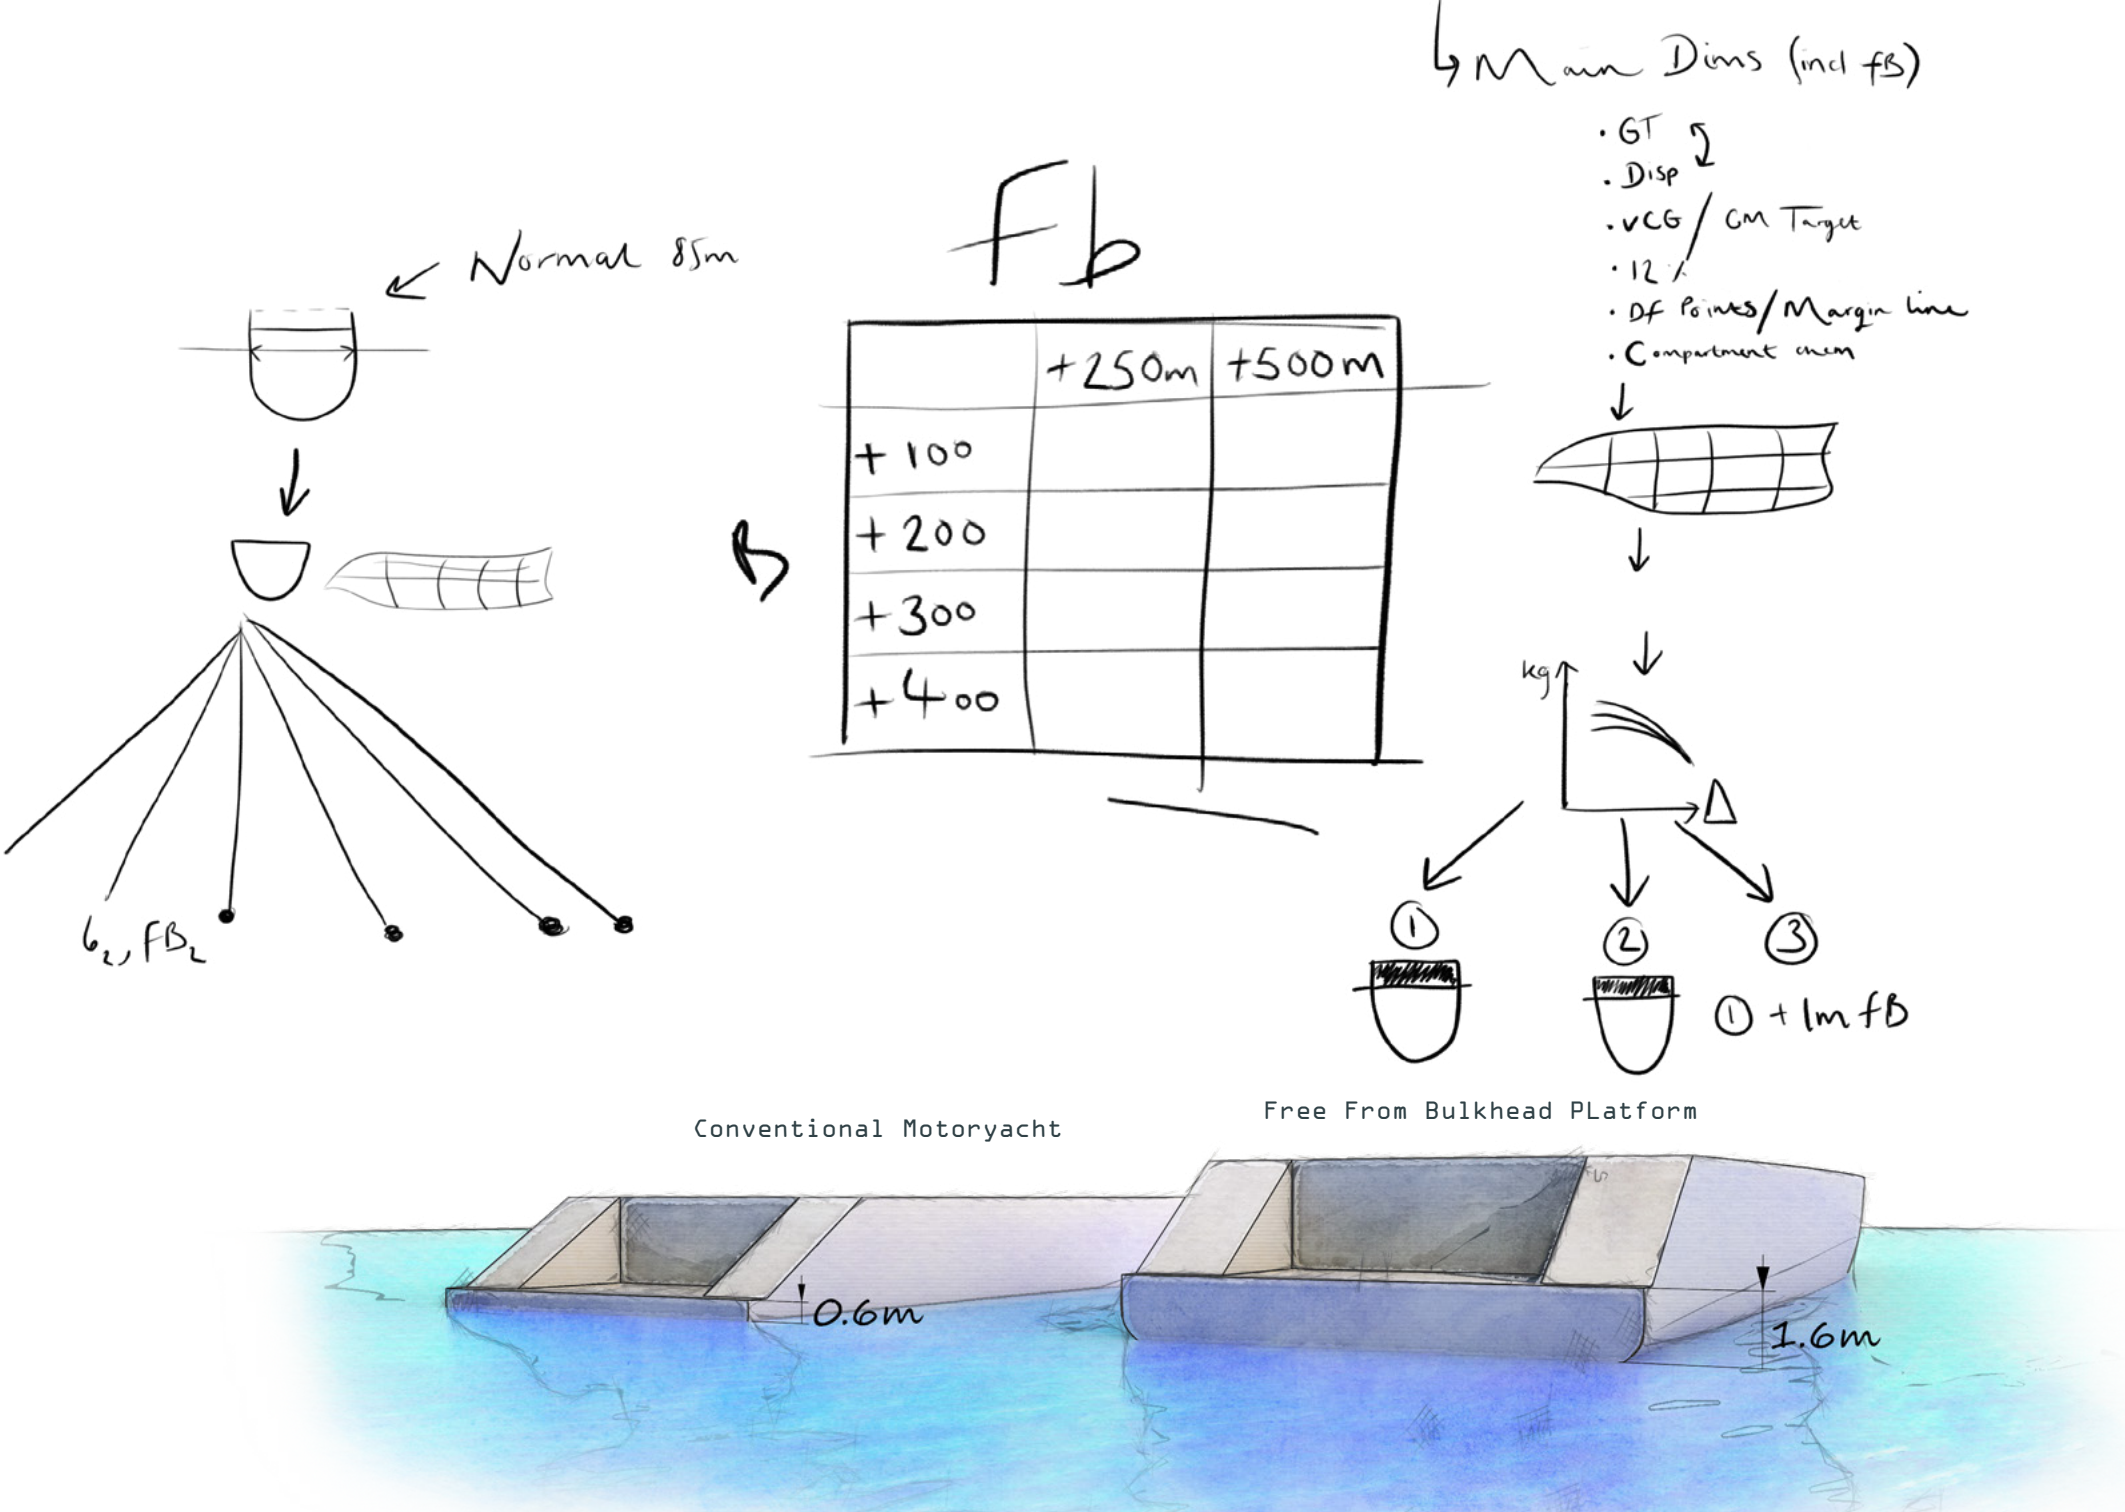 Main Dims (incl fB)
• GT
• Disp
• VCG / GM Target
• 12%
• DF Points/Margin line
• Compartment chem
Normal 85m
Fb
+250m +500m
+100
+200
+300
+400
B
b2, FB2
kg
Δ
1
2
3
1 + 1m fB
Conventional Motoryacht
Free From Bulkhead PLatform
0.6m
1.6m